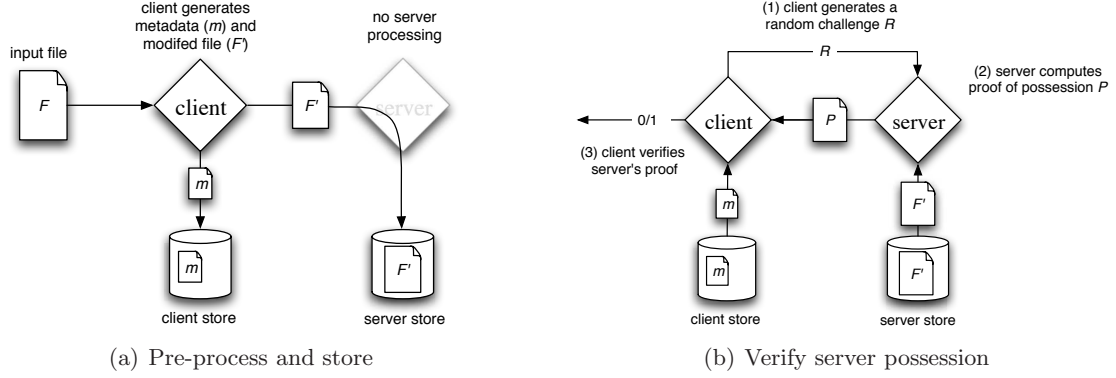 client generates
metadata (m) and
modifed file (F')
no server
processing
input file
F
client
F'
server
m
m
F'
client store
server store
(a) Pre-process and store
(1) client generates a
random challenge R
R
(2) server computes
proof of possession P
0/1
client
P
server
(3) client verifies
server's proof
m
F'
m
F'
client store
server store
(b) Verify server possession